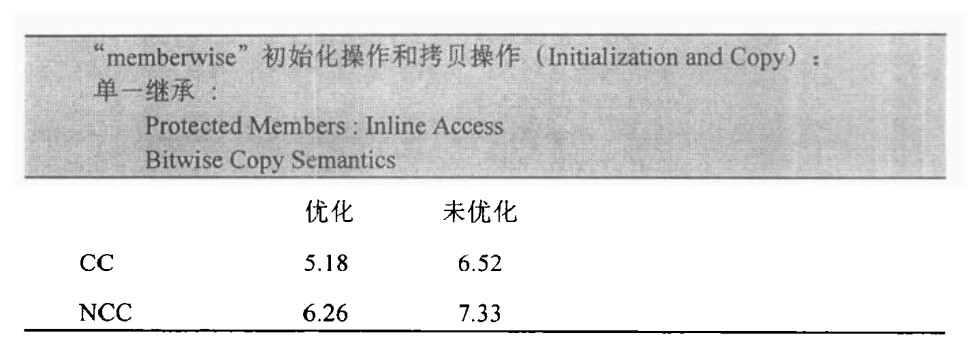 “memberwise”初始化操作和拷贝操作（Initialization and Copy）：
单一继承：
Protected Members : Inline Access
Bitwise Copy Semantics
优化 未优化
CC 5.18 6.52
NCC 6.26 7.33